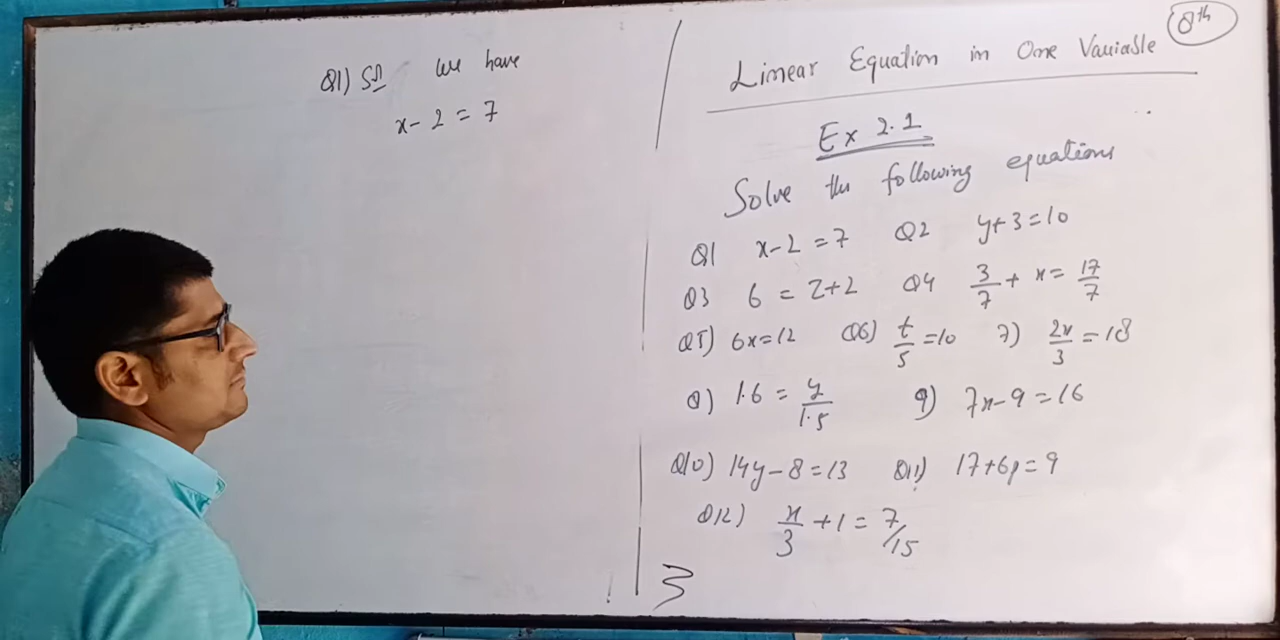 Q1) Sol we have
x - 2 = 7
8th
Linear Equation in One Variable
Ex 2.1
Solve the following equations
Q1 x - 2 = 7 Q2 y + 3 = 10
Q3 6 = z + 2 Q4 3/7 + x = 17/7
Q5) 6x = 12 Q6) t/5 = 10 7) 2x/3 = 18
8) 1.6 = y/1.5 9) 7x - 9 = 16
Q10) 14y - 8 = 13 Q11) 17 + 6p = 9
Q12) x/3 + 1 = 7/15